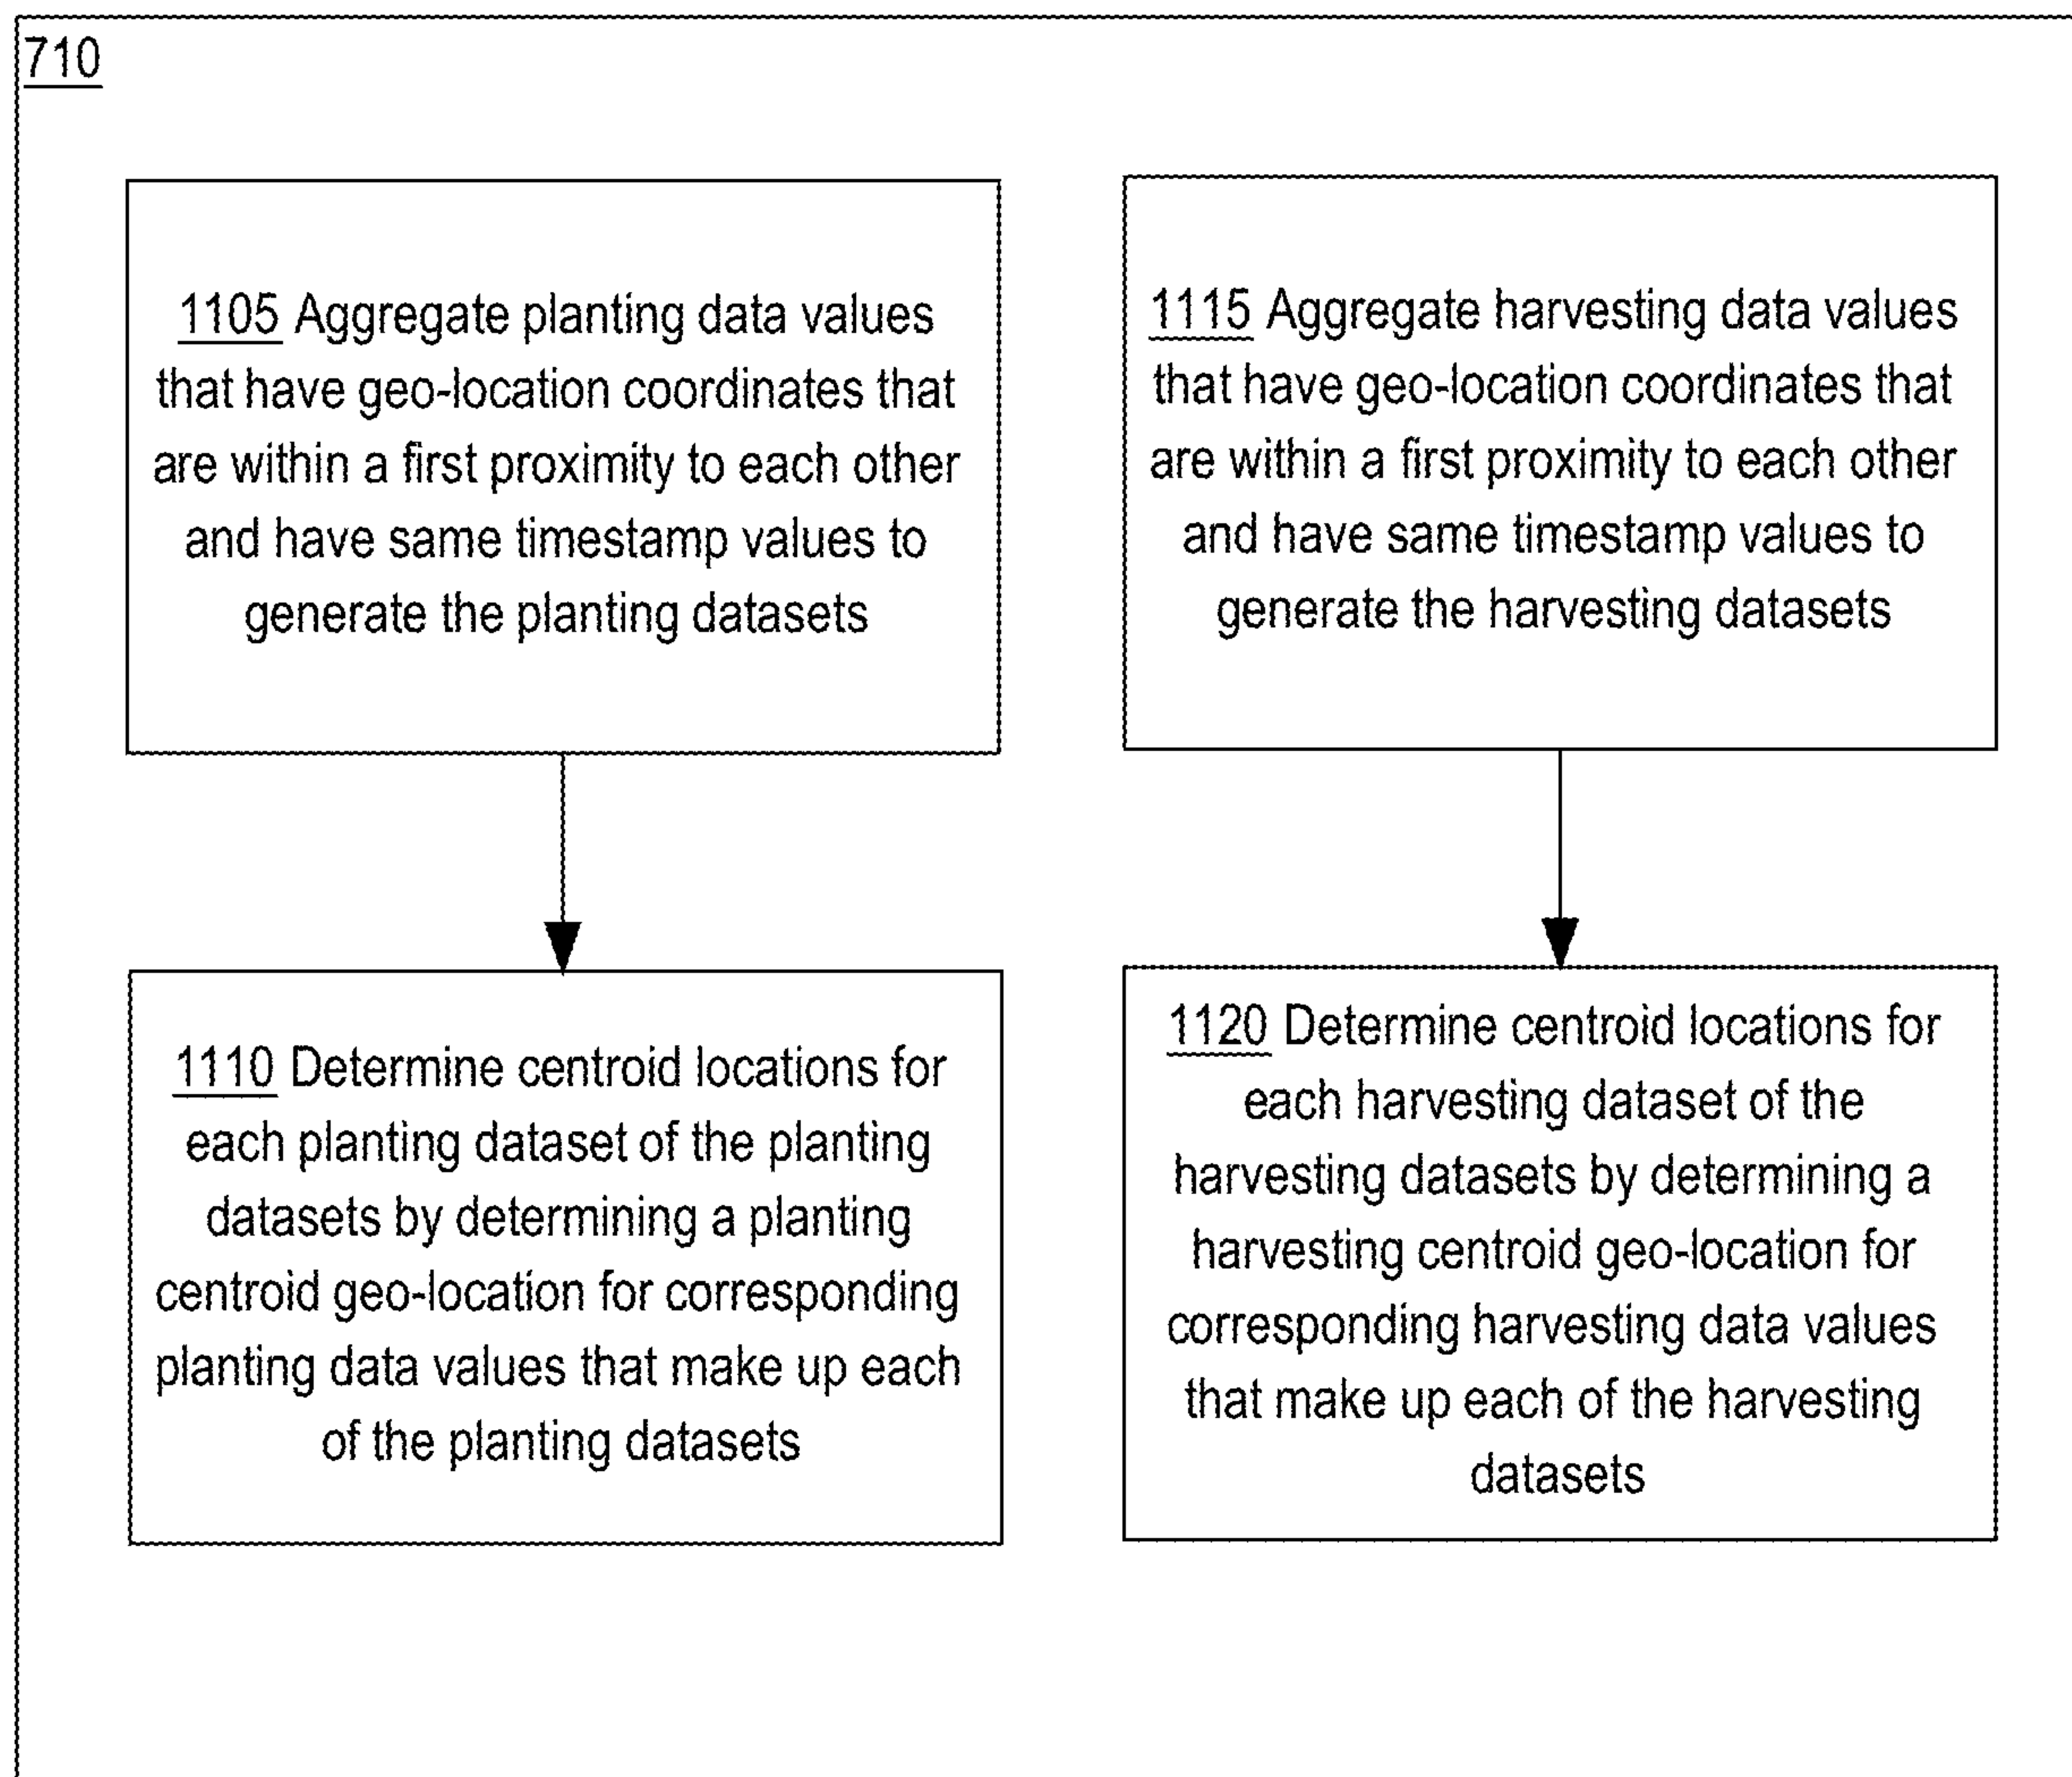 710
1105 Aggregate planting data values
that have geo-location coordinates that
are within a first proximity to each other
and have same timestamp values to
generate the planting datasets
1110 Determine centroid locations for
each planting dataset of the planting
datasets by determining a planting
centroid geo-location for corresponding
planting data values that make up each
of the planting datasets
1115 Aggregate harvesting data values
that have geo-location coordinates that
are within a first proximity to each other
and have same timestamp values to
generate the harvesting datasets
1120 Determine centroid locations for
each harvesting dataset of the
harvesting datasets by determining a
harvesting centroid geo-location for
corresponding harvesting data values
that make up each of the harvesting
datasets